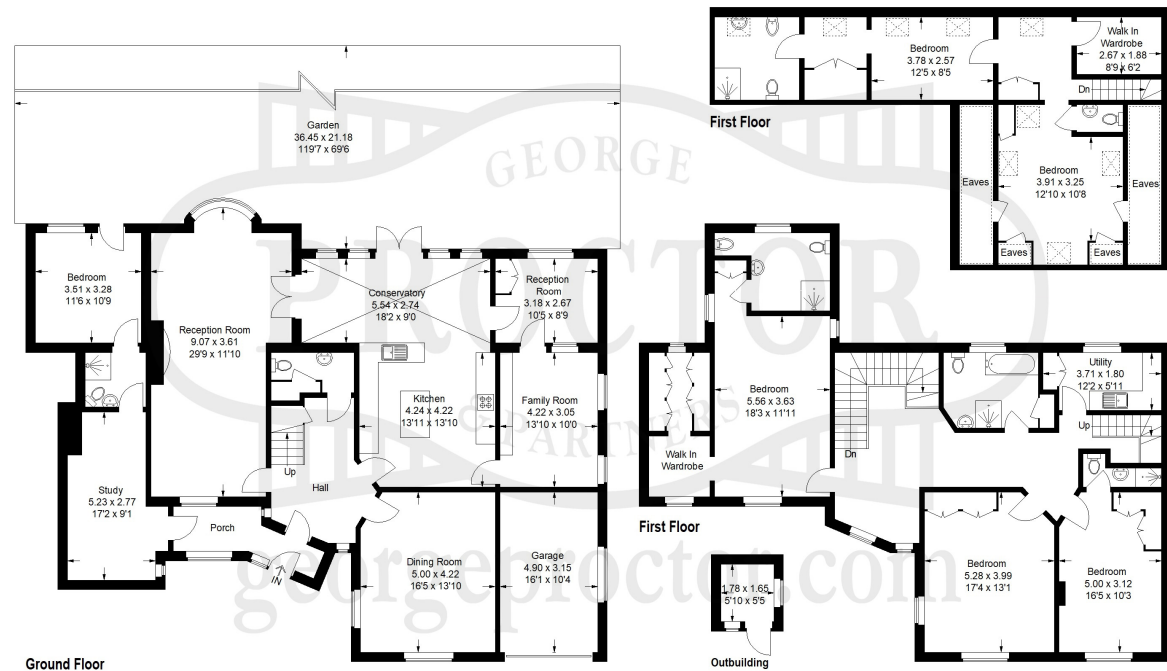 Garden
36.45 x 21.18
119'7 x 69'6
Bedroom
3.51 x 3.28
11'6 x 10'9
Reception Room
9.07 x 3.61
29'9 x 11'10
Conservatory
5.54 x 2.74
18'2 x 9'0
Reception
Room
3.18 x 2.67
10'5 x 8'9
Kitchen
4.24 x 4.22
13'11 x 13'10
Family Room
4.22 x 3.05
13'10 x 10'0
Up
Hall
Study
5.23 x 2.77
17'2 x 9'1
Porch
IN
Dining Room
5.00 x 4.22
16'5 x 13'10
Garage
4.90 x 3.15
16'1 x 10'4
Ground Floor
Bedroom
3.78 x 2.57
12'5 x 8'5
Walk In
Wardrobe
2.67 x 1.88
8'9 x 6'2
Dn
First Floor
Eaves
Bedroom
3.91 x 3.25
12'10 x 10'8
Eaves
Eaves
Eaves
Bedroom
5.56 x 3.63
18'3 x 11'11
Walk In
Wardrobe
Dn
Utility
3.71 x 1.80
12'2 x 5'11
Up
First Floor
Bedroom
5.28 x 3.99
17'4 x 13'1
Bedroom
5.00 x 3.12
16'5 x 10'3
1.78 x 1.65
5'10 x 5'5
Outbuilding
GEORGE
PROCTOR
& PARTNERS
georgeproctor.com